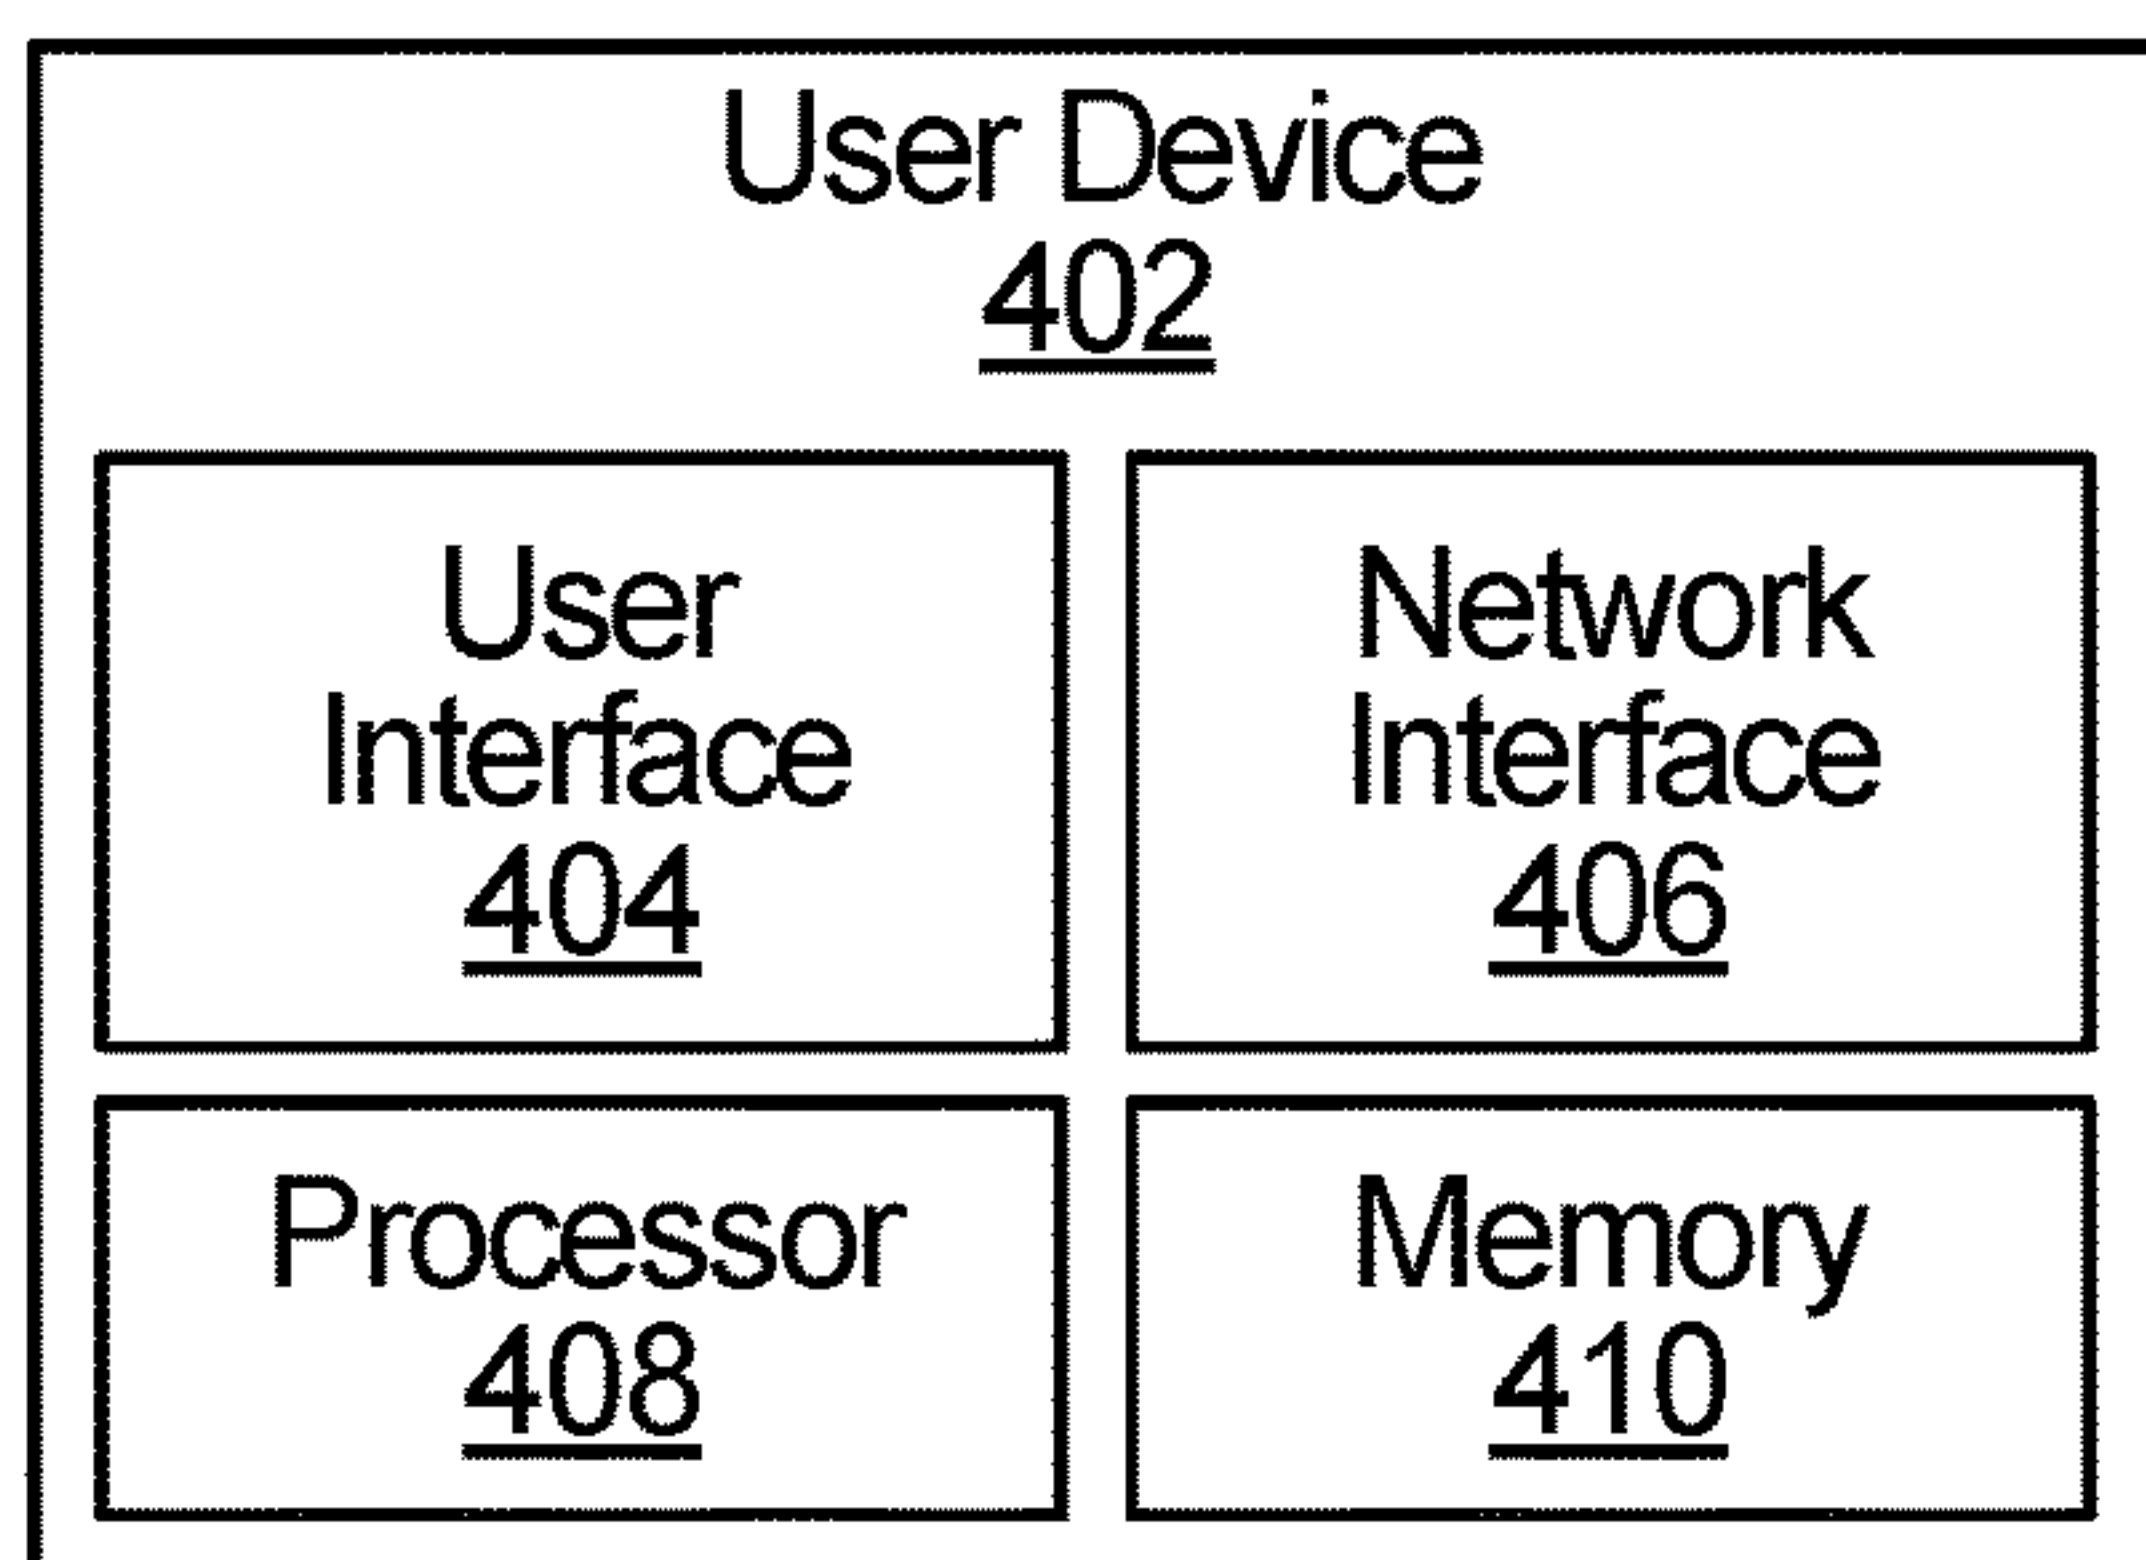 User Device
402
User
Interface
404
Network
Interface
406
Processor
408
Memory
410